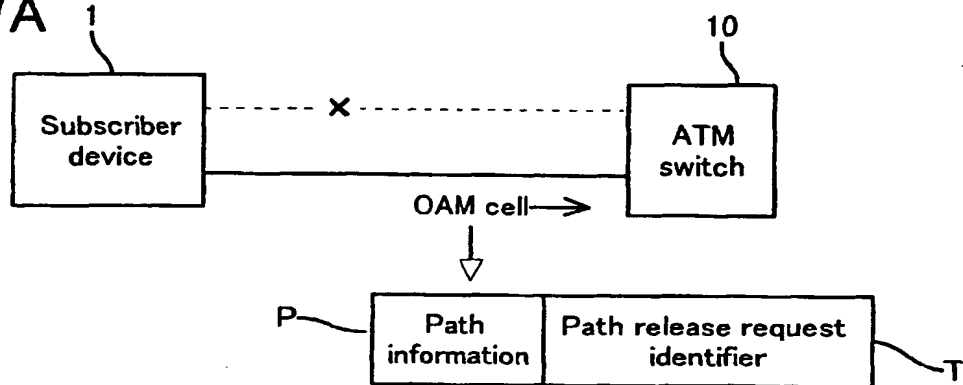 A
1
10
Subscriber
device
×
ATM
switch
OAM cell
P
Path
information
Path release request
identifier
T